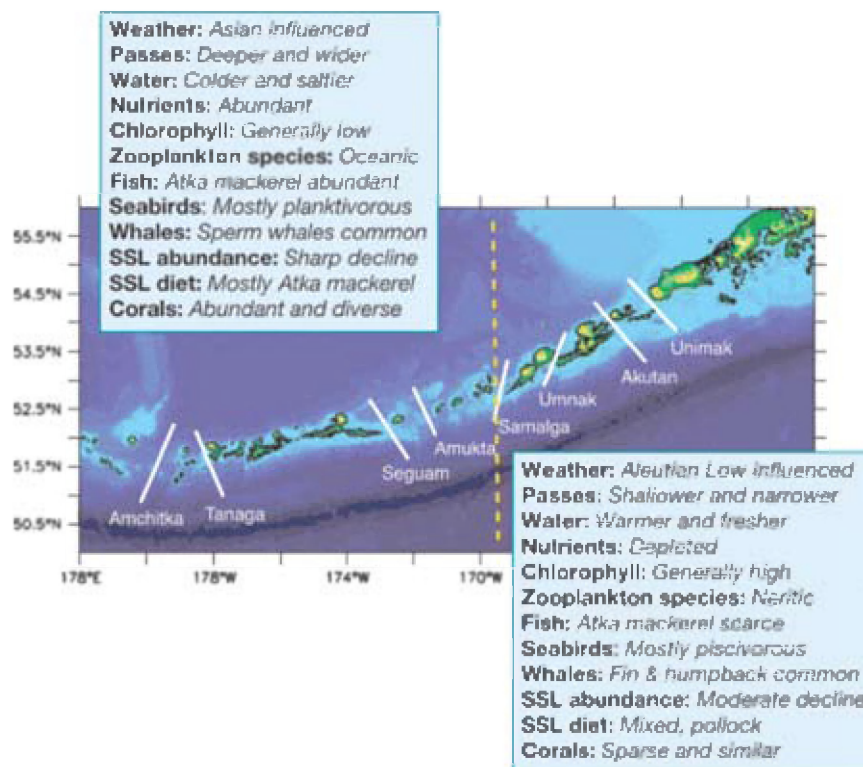 Weather: Asian influenced
Passes: Deeper and wider
Water: Colder and saltier
Nutrients: Abundant
Chlorophyll: Generally low
Zooplankton species: Oceanic
Fish: Atka mackerel abundant
Seabirds: Mostly planktivorous
Whales: Sperm whales common
SSL abundance: Sharp decline
SSL diet: Mostly Atka mackerel
Corals: Abundant and diverse
55.5°N
54.5°N
53.5°N
52.5°N
51.5°N
50.5°N
178°E
178°W
174°W
170°W
Amchitka
Tanaga
Seguam
Amukta
Samalga
Umnak
Akutan
Unimak
Weather: Aleutian Low influenced
Passes: Shallower and narrower
Water: Warmer and fresher
Nutrients: Depleted
Chlorophyll: Generally high
Zooplankton species: Neritic
Fish: Atka mackerel scarce
Seabirds: Mostly piscivorous
Whales: Fin & humpback common
SSL abundance: Moderate decline
SSL diet: Mixed, pollock
Corals: Sparse and similar